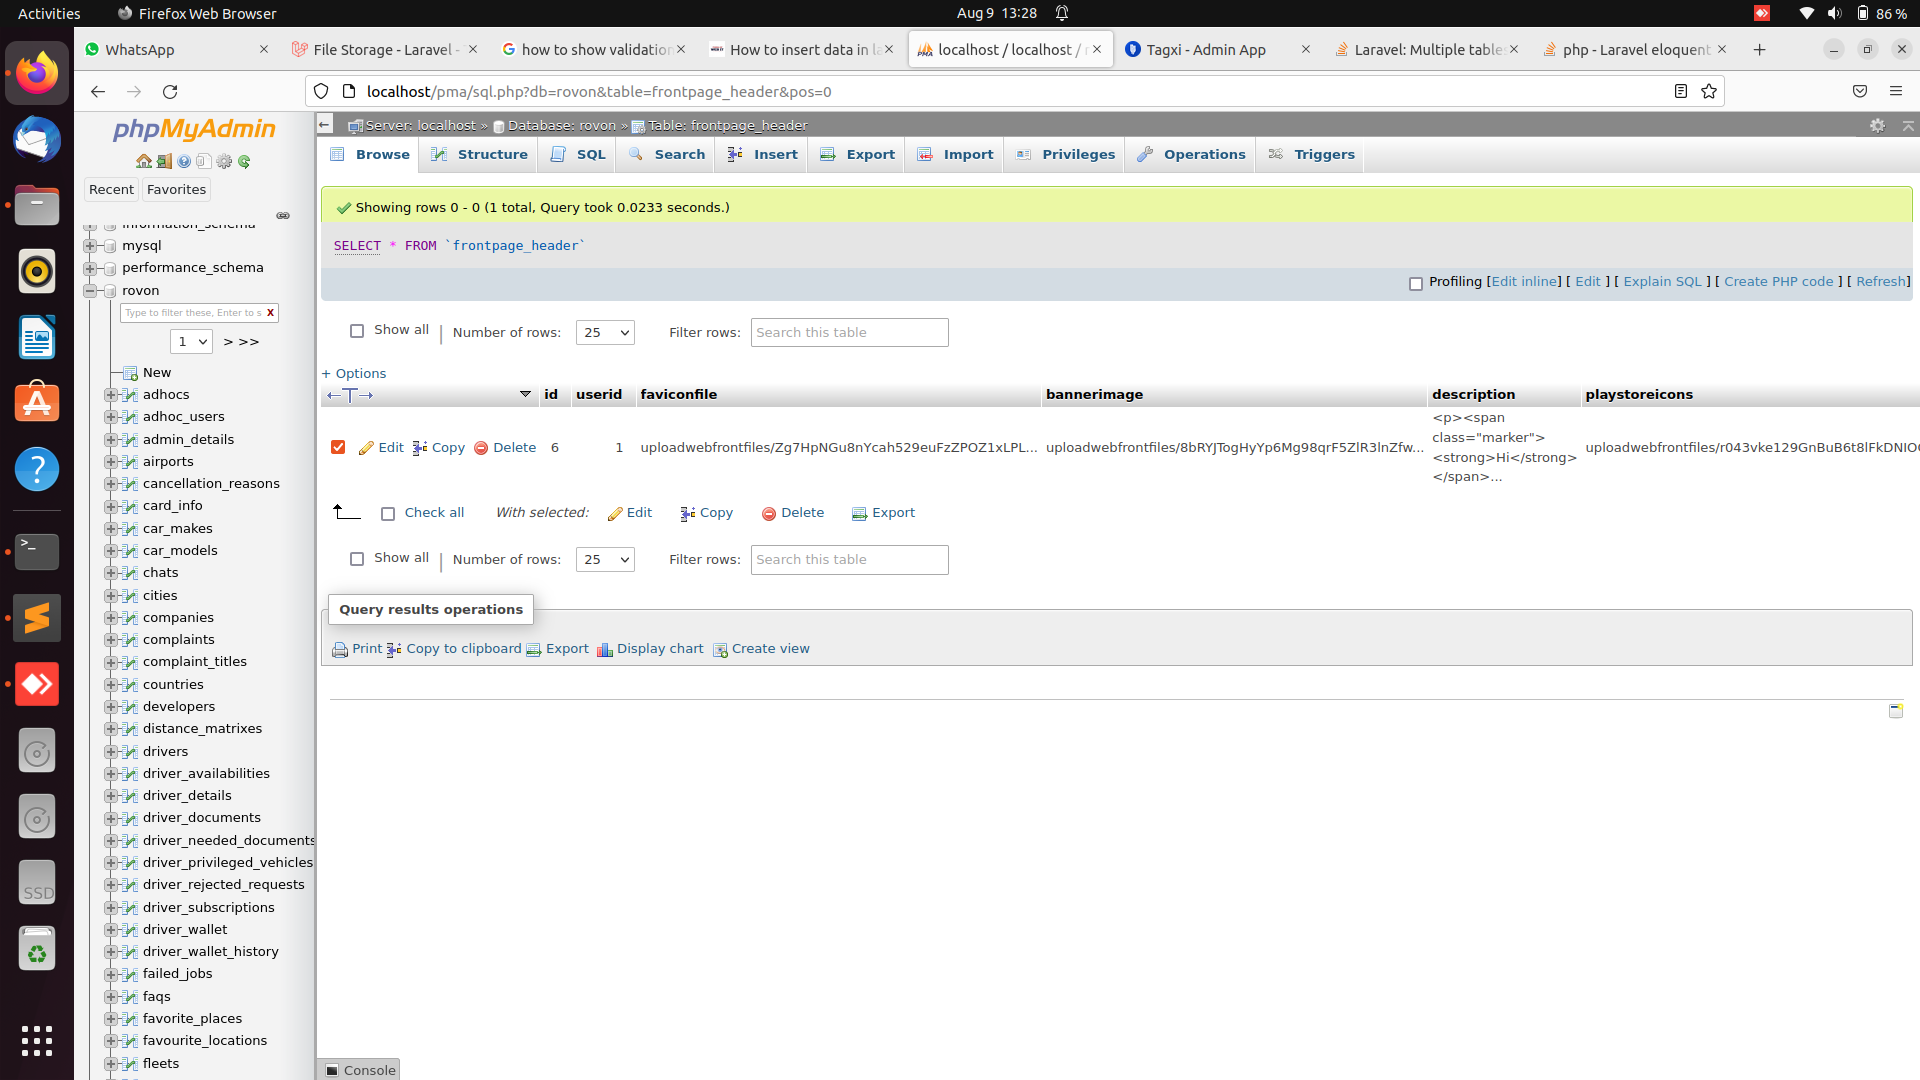 Activities
Firefox Web Browser
Aug 9 13:28
86 %
WhatsApp
File Storage - Laravel -
how to show validation
How to insert data in la
localhost / localhost / r
Tagxi - Admin App
Laravel: Multiple tables
php - Laravel eloquent
localhost/pma/sql.php?db=rovon&table=frontpage_header&pos=0
phpMyAdmin
Recent
Favorites
information_schema
mysql
performance_schema
rovon
Type to filter these, Enter to s
X
1
> >>
New
adhocs
adhoc_users
admin_details
airports
cancellation_reasons
card_info
car_makes
car_models
chats
cities
companies
complaints
complaint_titles
countries
developers
distance_matrixes
drivers
driver_availabilities
driver_details
driver_documents
driver_needed_documents
driver_privileged_vehicles
driver_rejected_requests
driver_subscriptions
driver_wallet
driver_wallet_history
failed_jobs
faqs
favorite_places
favourite_locations
fleets
SSD
Server: localhost » Database: rovon » Table: frontpage_header
Browse
Structure
SQL
Search
Insert
Export
Import
Privileges
Operations
Triggers
Showing rows 0 - 0 (1 total, Query took 0.0233 seconds.)
SELECT * FROM `frontpage_header`
Profiling [Edit inline] [ Edit ] [ Explain SQL ] [ Create PHP code ] [ Refresh]
Show all | Number of rows: 25 Filter rows: Search this table
+ Options
id userid faviconfile bannerimage description playstoreicons
Edit Copy Delete 6 1 uploadwebfrontfiles/Zg7HpNGu8nYcah529euFzZPOZ1xLPL... uploadwebfrontfiles/8bRYJTogHyYp6Mg98qrF5ZlR3lnZfw...
<p><span
class="marker">
<strong>Hi</strong>
</span>...
uploadwebfrontfiles/r043vke129GnBuB6t8lFkDNIO
Check all With selected: Edit Copy Delete Export
Show all | Number of rows: 25 Filter rows: Search this table
Query results operations
Print Copy to clipboard Export Display chart Create view
Console